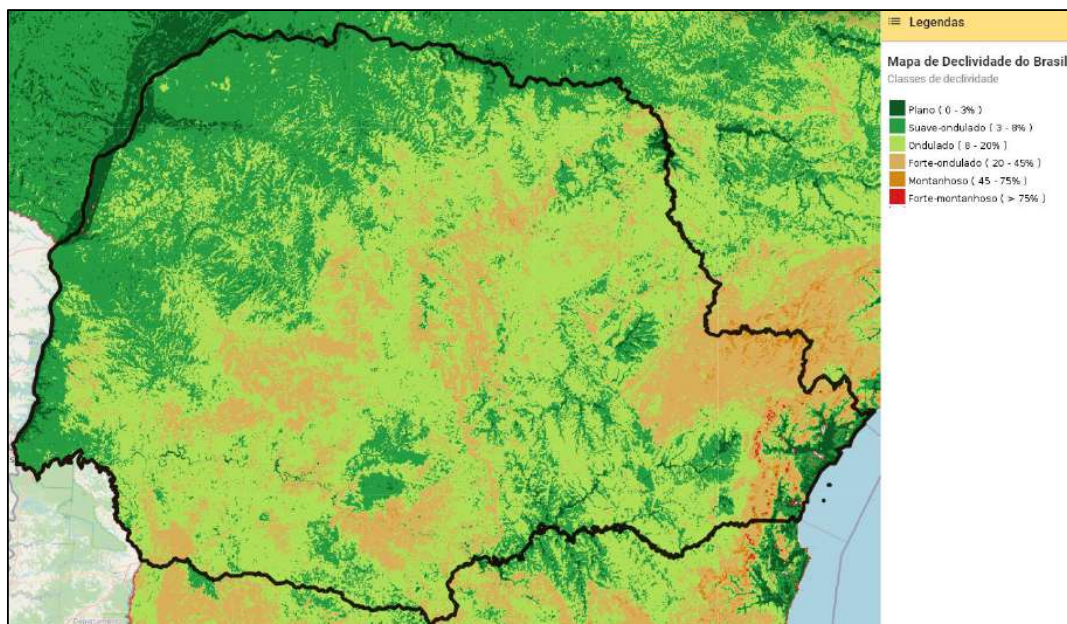 Legendas
Mapa de Declividade do Brasil
Classes de declividade
Plano ( 0 - 3% )
Suave-ondulado ( 3 - 8% )
Ondulado ( 8 - 20% )
Forte-ondulado ( 20 - 45% )
Montanhoso ( 45 - 75% )
Forte-montanhoso ( > 75% )